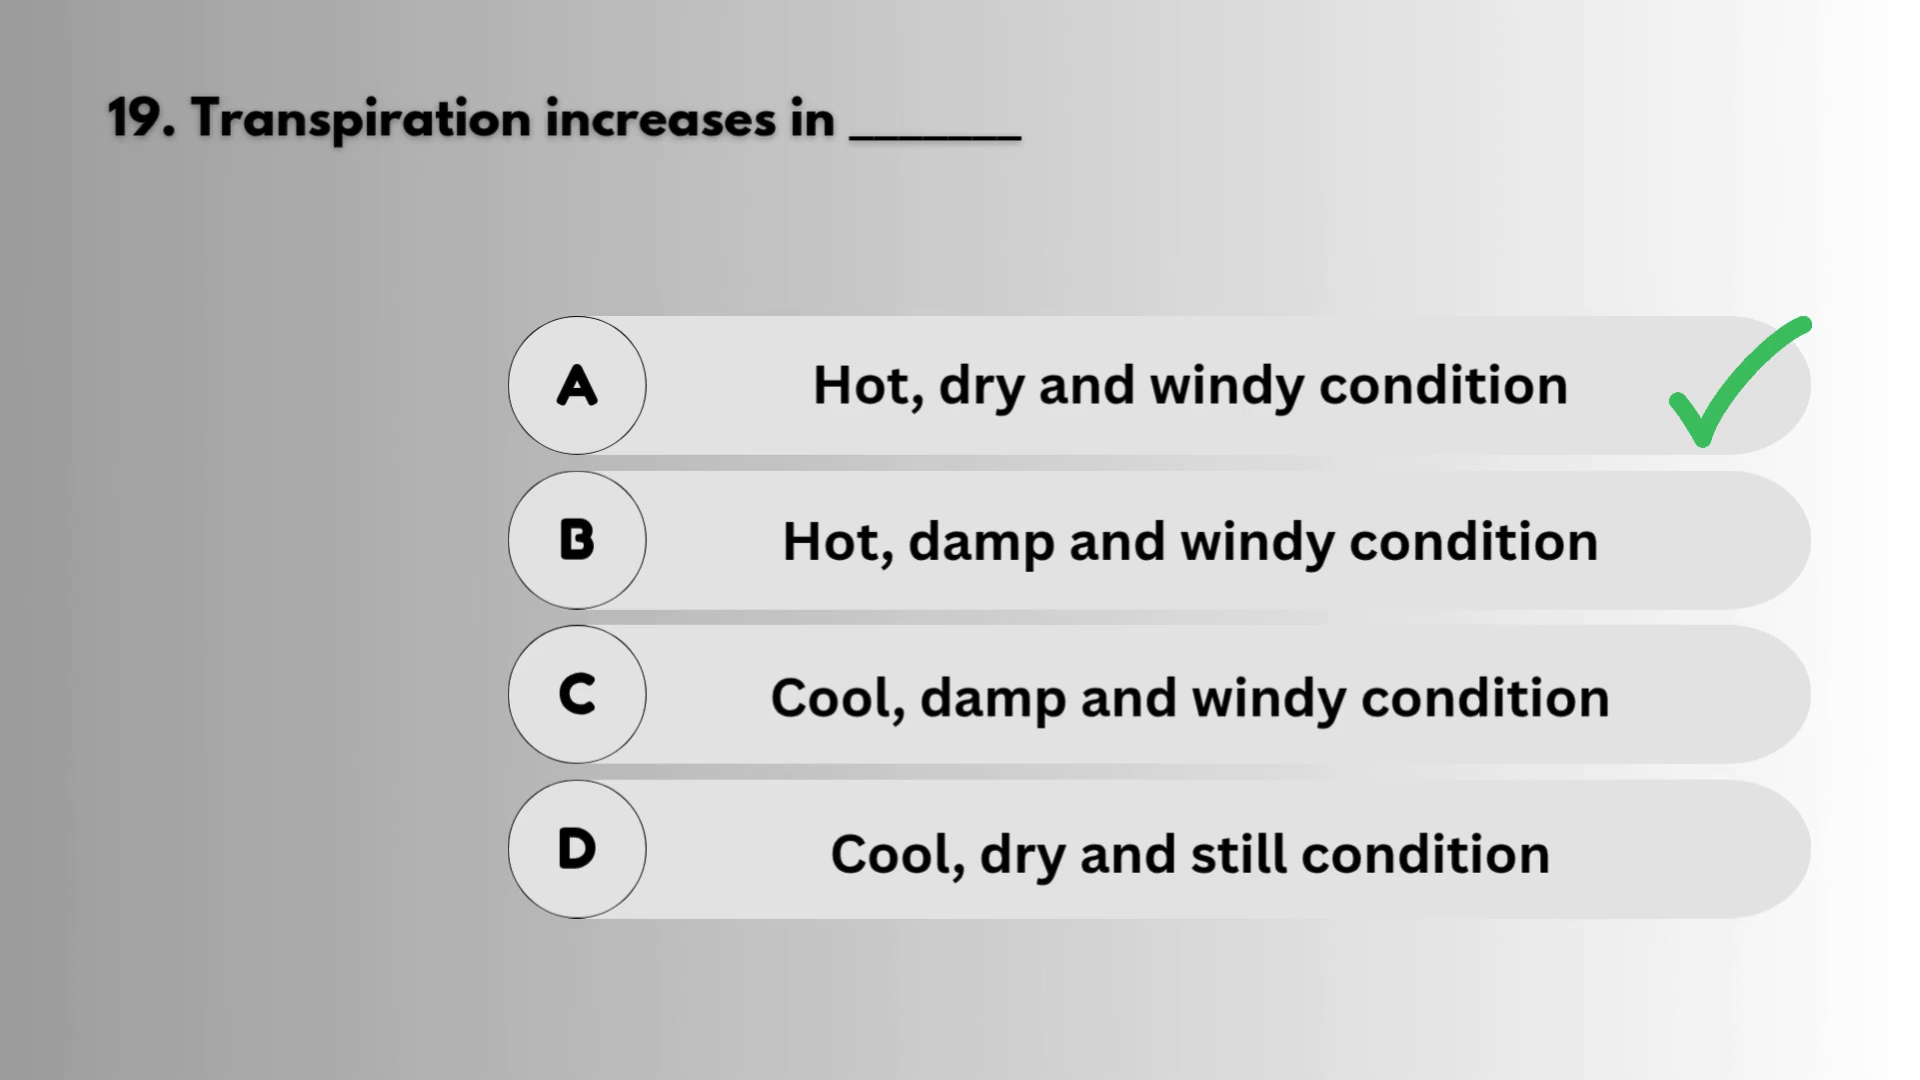 19. Transpiration increases in _______
A Hot, dry and windy condition
B Hot, damp and windy condition
C Cool, damp and windy condition
D Cool, dry and still condition